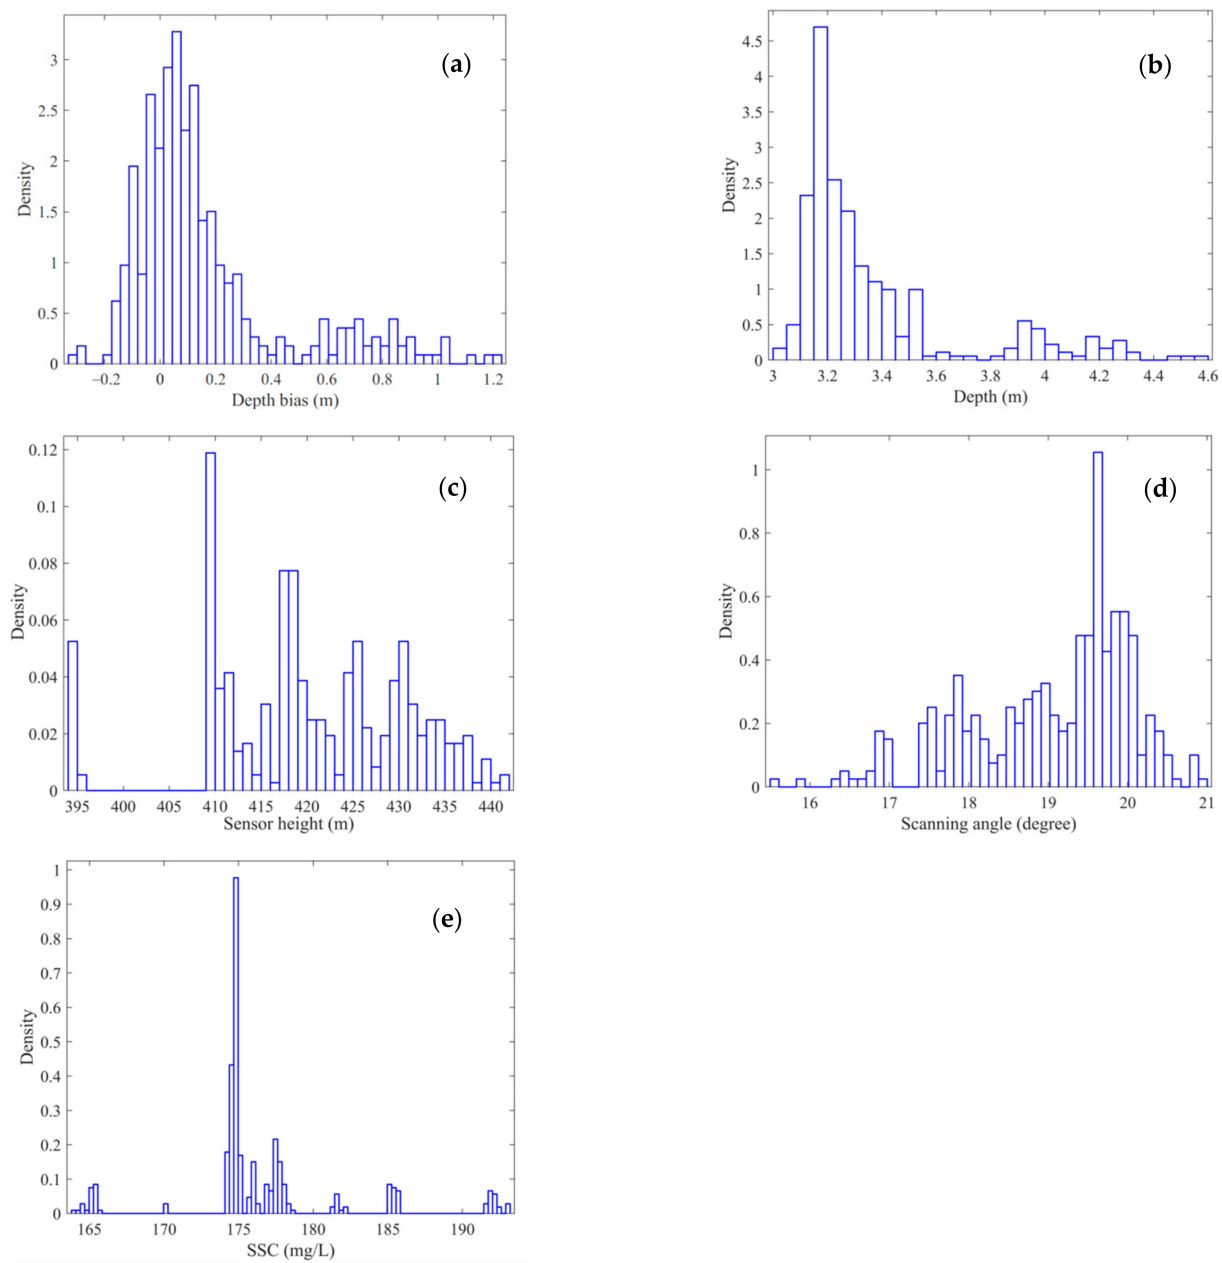 (a)
Density
3
2.5
2
1.5
1
0.5
0
−0.2 0 0.2 0.4 0.6 0.8 1 1.2
Depth bias (m)
(b)
Density
4.5
4
3.5
3
2.5
2
1.5
1
0.5
0
3 3.2 3.4 3.6 3.8 4 4.2 4.4 4.6
Depth (m)
(c)
Density
0.12
0.1
0.08
0.06
0.04
0.02
0
395 400 405 410 415 420 425 430 435 440
Sensor height (m)
(d)
Density
1
0.8
0.6
0.4
0.2
0
16 17 18 19 20 21
Scanning angle (degree)
(e)
Density
1
0.9
0.8
0.7
0.6
0.5
0.4
0.3
0.2
0.1
0
165 170 175 180 185 190
SSC (mg/L)